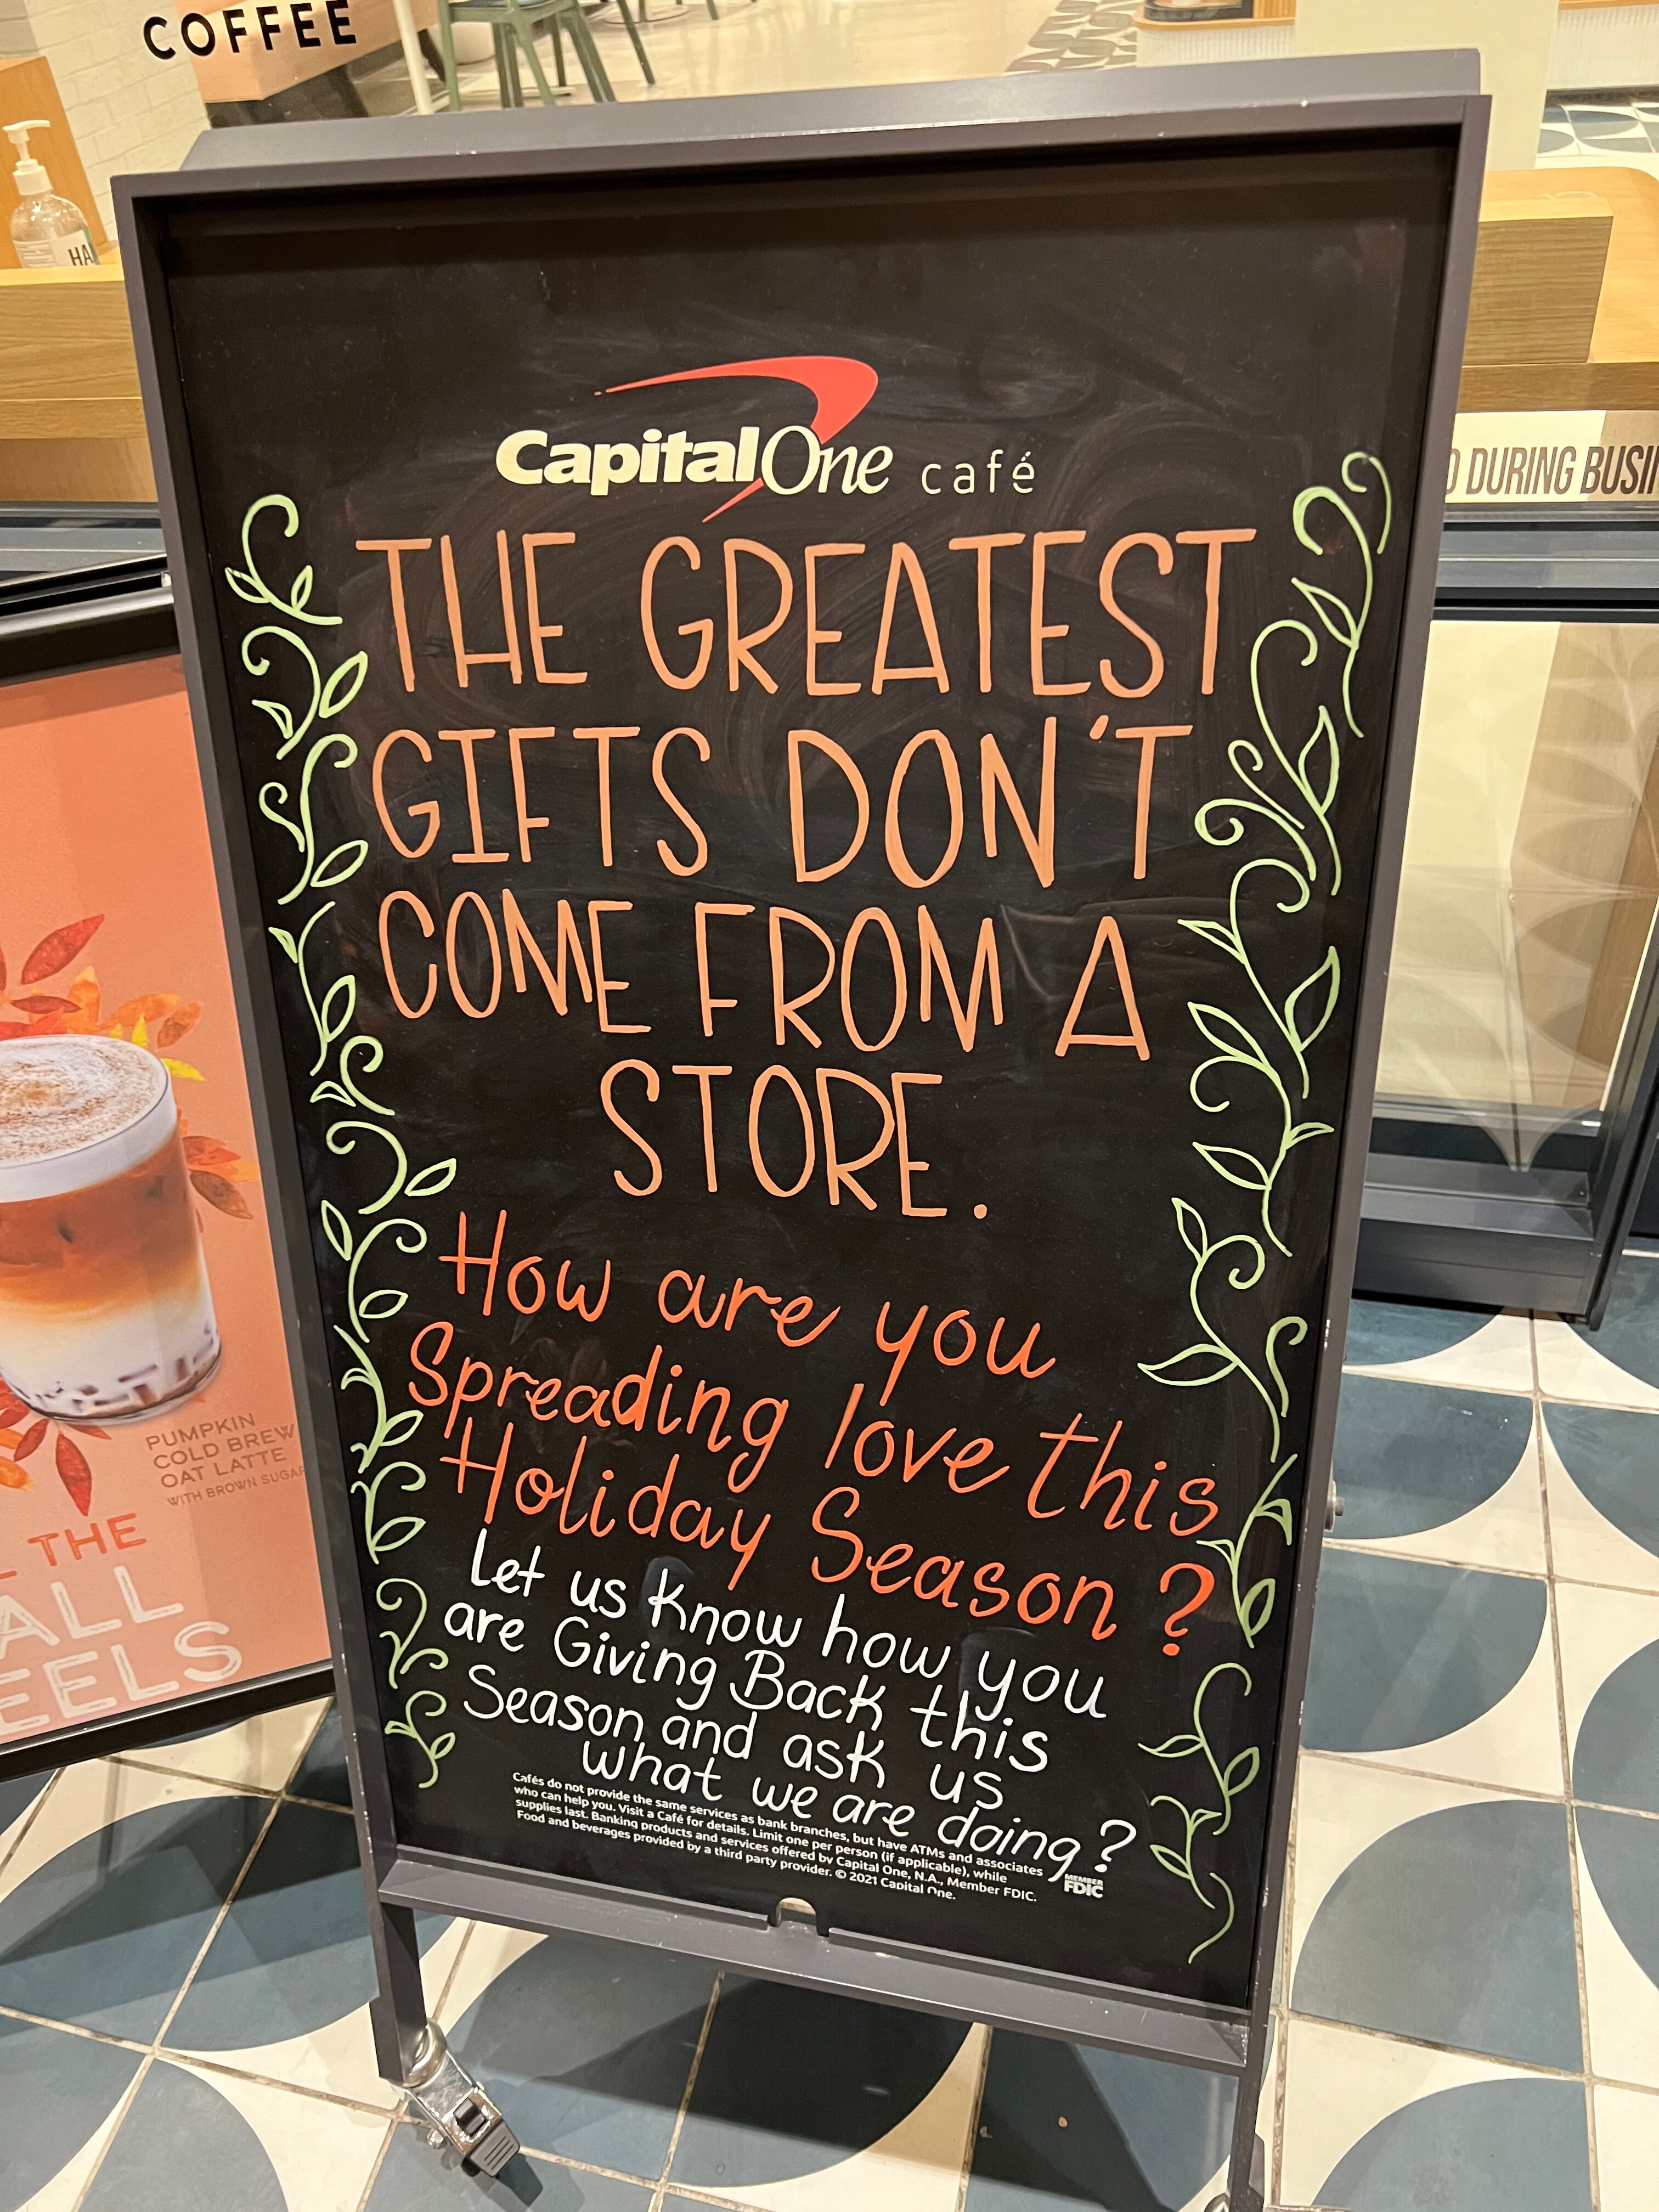 COFFEE
HA
D DURING BUSI
CapitalOne café
THE GREATEST
GIFTS DON'T
COME FROM A
STORE.
How are you
Spreading love this
Holiday Season?
Let us know how you
are Giving Back this
Season and ask us
what we are doing?
Cafés do not provide the same services as bank branches, but have ATMs and associates
who can help you. Visit a Café for details. Limit one per person (if applicable), while
supplies last. Banking products and services offered by Capital One, N.A., Member FDIC.
Food and beverages provided by a third party provider. © 2021 Capital One.
MEMBER
FDIC
PUMPKIN
COLD BREW
OAT LATTE
WITH BROWN SUGAR
L THE
ALL
EELS